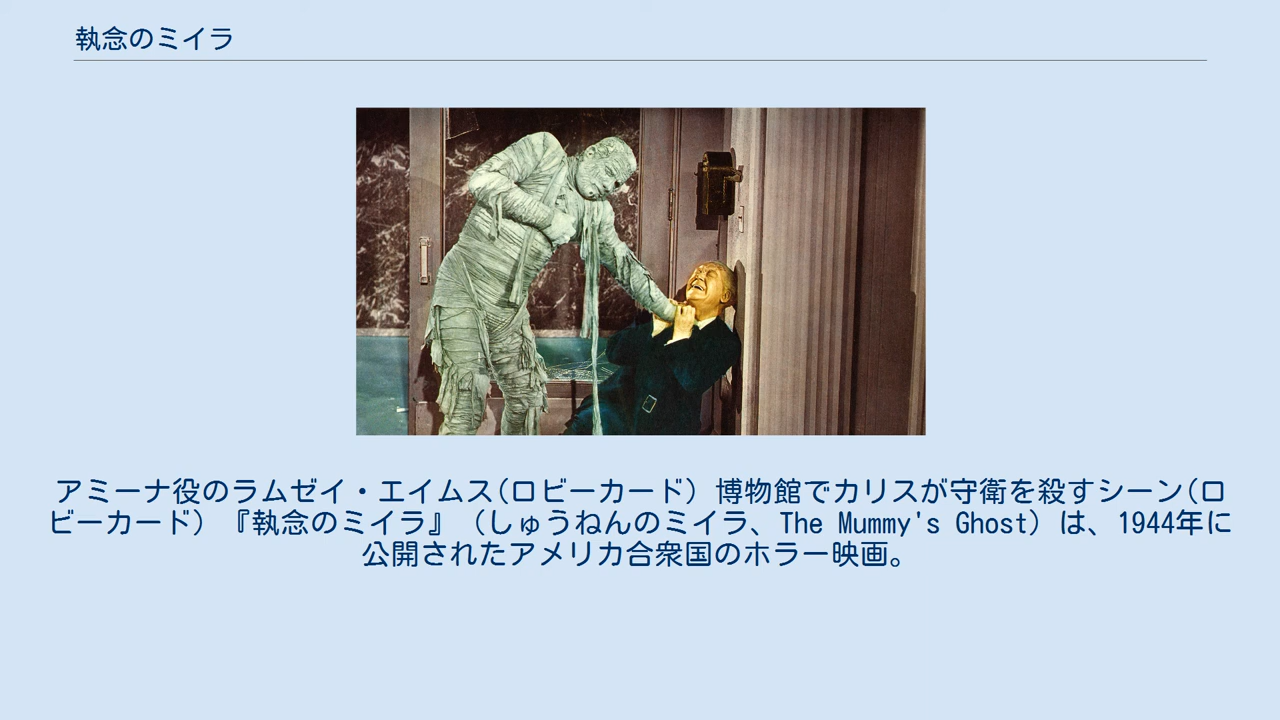 執念のミイラ
アミーナ役のラムゼイ・エイムス(ロビーカード) 博物館でカリスが守衛を殺すシーン(ロ
ビーカード) 『執念のミイラ』 (しゅうねんのミイラ、The Mummy's Ghost) は、1944年に
公開されたアメリカ合衆国のホラー映画。